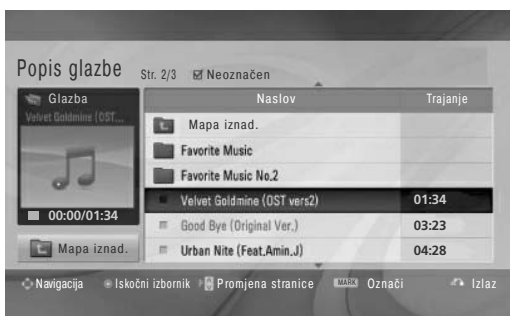 Popis glazbe Str. 2/3 Neoznačen
Glazba
Velvet Goldmine (OST...
00:00/01:34
Mapa iznad.
Naslov Trajanje
Mapa iznad.
Favorite Music
Favorite Music No.2
Velvet Goldmine (OST vers2) 01:34
Good Bye (Original Ver.) 03:23
Urban Nite (Feat.Amin.J) 04:28
Navigacija Iskočni izbornik Promjena stranice MARK Označi Izlaz